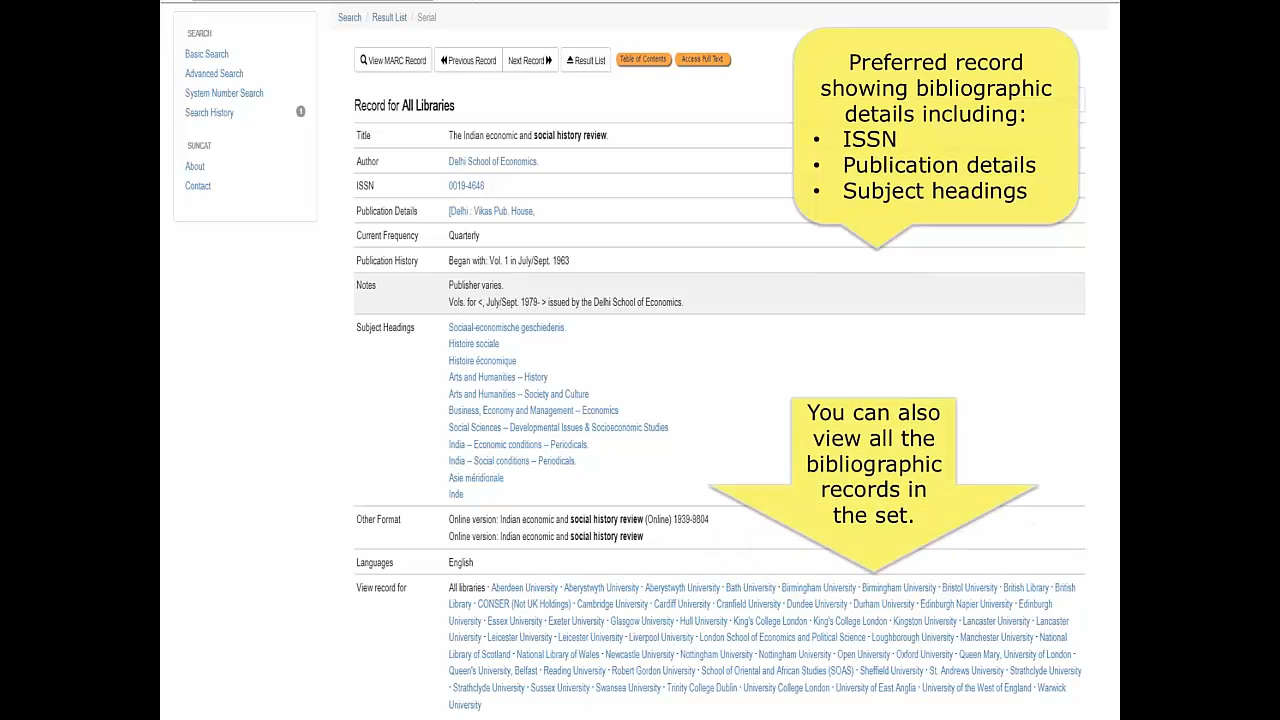 Search / Result List / Serial
SEARCH
Basic Search
Advanced Search
System Number Search
Search History 1
SUNCAT
About
Contact
View MARC Record Previous Record Next Record Result List Table of Contents Access Full Text
Record for All Libraries
Title The Indian economic and social history review.
Author Delhi School of Economics.
ISSN 0019-4646
Publication Details [Delhi : Vikas Pub. House,
Current Frequency Quarterly
Publication History Began with: Vol. 1 in July/Sept. 1963
Notes Publisher varies.
Vols. for <, July/Sept. 1979- > issued by the Delhi School of Economics.
Subject Headings Sociaal-economische geschiedenis.
Histoire sociale
Histoire économique
Arts and Humanities -- History
Arts and Humanities -- Society and Culture
Business, Economy and Management -- Economics
Social Sciences -- Developmental Issues & Socioeconomic Studies
India -- Economic conditions -- Periodicals.
India -- Social conditions -- Periodicals.
Asie méridionale
Inde
Other Format Online version: Indian economic and social history review (Online) 1939-9804
Online version: Indian economic and social history review
Languages English
View record for All libraries · Aberdeen University · Aberystwyth University · Aberystwyth University · Bath University · Birmingham University · Birmingham University · Bristol University · British Library · British
Library · CONSER (Not UK Holdings) · Cambridge University · Cardiff University · Cranfield University · Dundee University · Durham University · Edinburgh Napier University · Edinburgh
University · Essex University · Exeter University · Glasgow University · Hull University · King's College London · King's College London · Kingston University · Lancaster University · Lancaster
University · Leicester University · Leicester University · Liverpool University · London School of Economics and Political Science · Loughborough University · Manchester University · National
Library of Scotland · National Library of Wales · Newcastle University · Nottingham University · Nottingham University · Open University · Oxford University · Queen Mary, University of London ·
Queen's University, Belfast · Reading University · Robert Gordon University · School of Oriental and African Studies (SOAS) · Sheffield University · St. Andrews University · Strathclyde University
· Strathclyde University · Sussex University · Swansea University · Trinity College Dublin · University College London · University of East Anglia · University of the West of England · Warwick
University
Preferred record
showing bibliographic
details including:
• ISSN
• Publication details
• Subject headings
You can also
view all the
bibliographic
records in
the set.